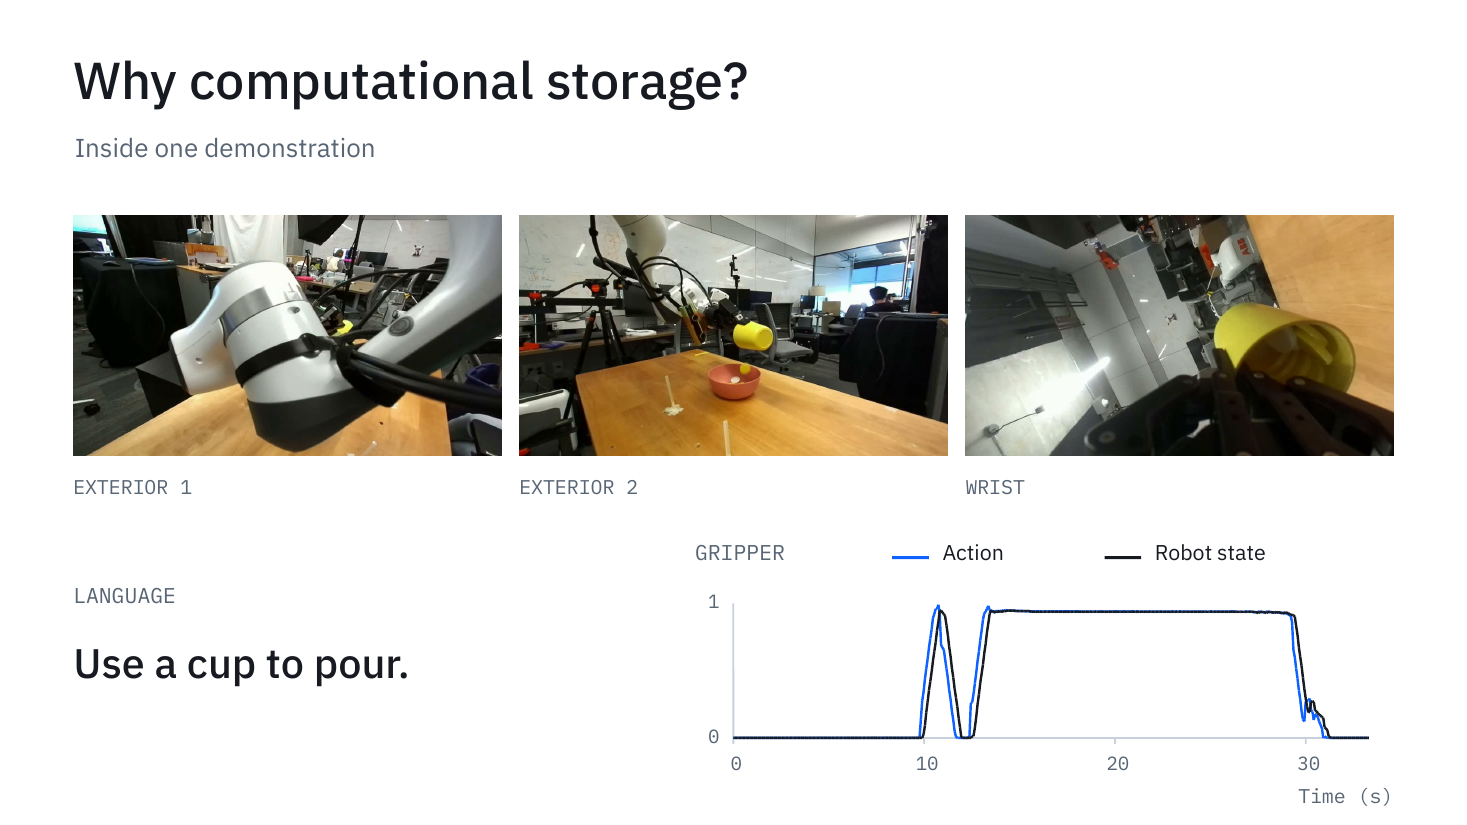 Why computational storage?
Inside one demonstration
EXTERIOR 1
EXTERIOR 2
WRIST
LANGUAGE
Use a cup to pour.
GRIPPER
Action
Robot state
1
0
0
10
20
30
Time (s)